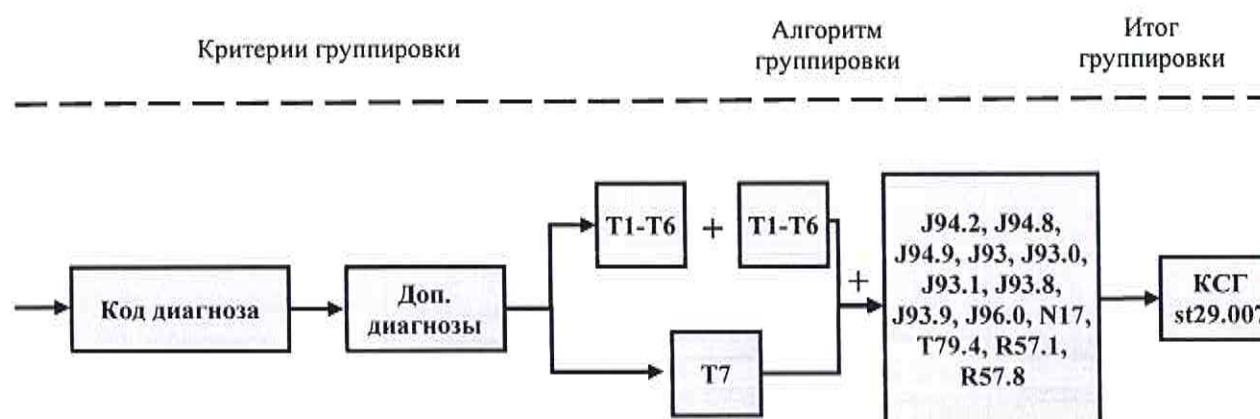 Критерии группировки
Алгоритм
группировки
Итог
группировки
Код диагноза
Доп.
диагнозы
T1-T6
+
T1-T6
T7
+
J94.2, J94.8,
J94.9, J93, J93.0,
J93.1, J93.8,
J93.9, J96.0, N17,
T79.4, R57.1,
R57.8
КСГ
st29.007